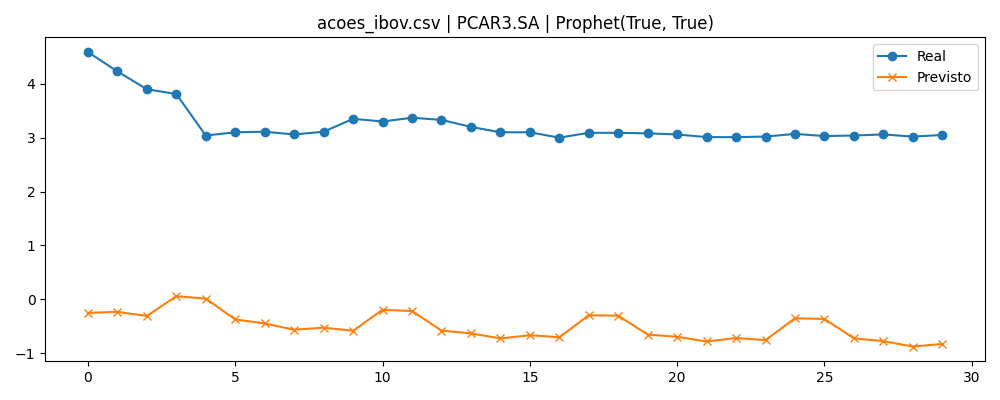 acoes_ibov.csv | PCAR3.SA | Prophet(True, True)
Real
Previsto
4
3
2
1
0
−1
0 5 10 15 20 25 30